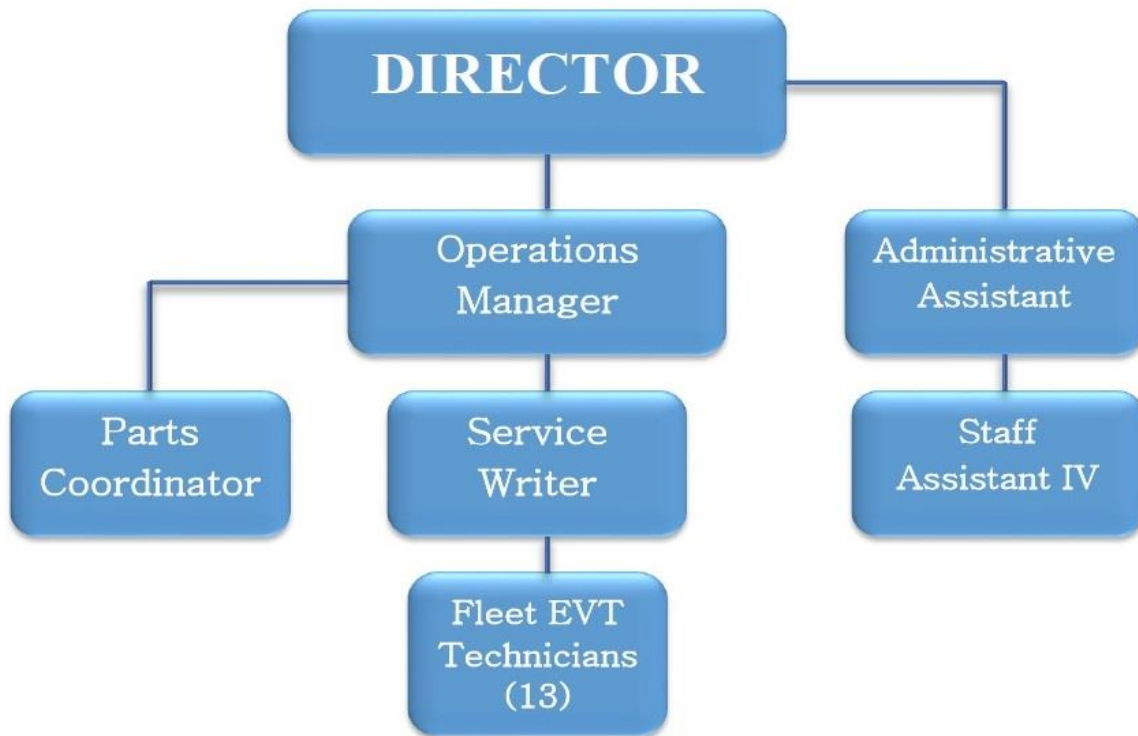 DIRECTOR
Operations
Manager
Administrative
Assistant
Parts
Coordinator
Service
Writer
Staff
Assistant IV
Fleet EVT
Technicians
(13)